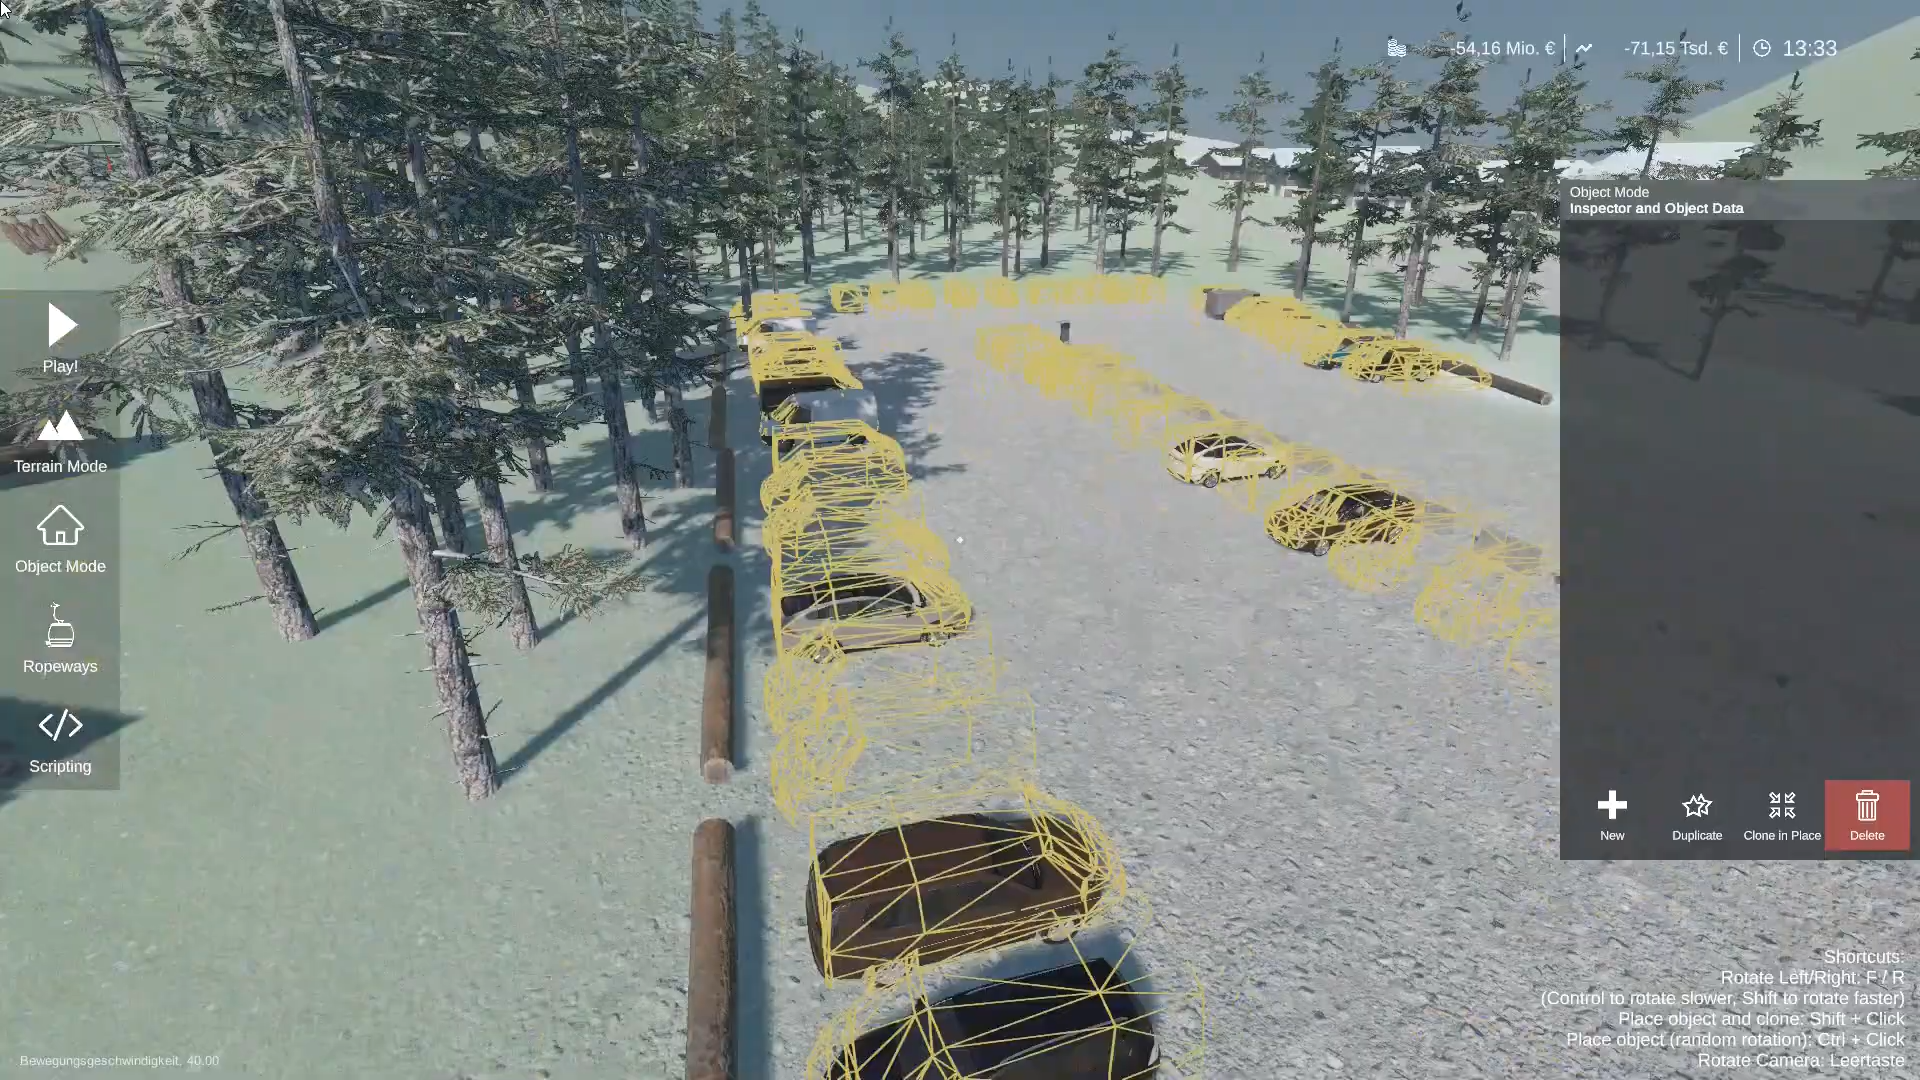 -54,16 Mio. €
-71,15 Tsd. €
13:33
Object Mode
Inspector and Object Data
Play!
Terrain Mode
Object Mode
Ropeways
Scripting
New
Duplicate
Clone in Place
Delete
Shortcuts:
Rotate Left/Right: F / R
(Control to rotate slower, Shift to rotate faster)
Place object and clone: Shift + Click
Place object (random rotation): Ctrl + Click
Rotate Camera: Leertaste
Bewegungsgeschwindigkeit, 40.00